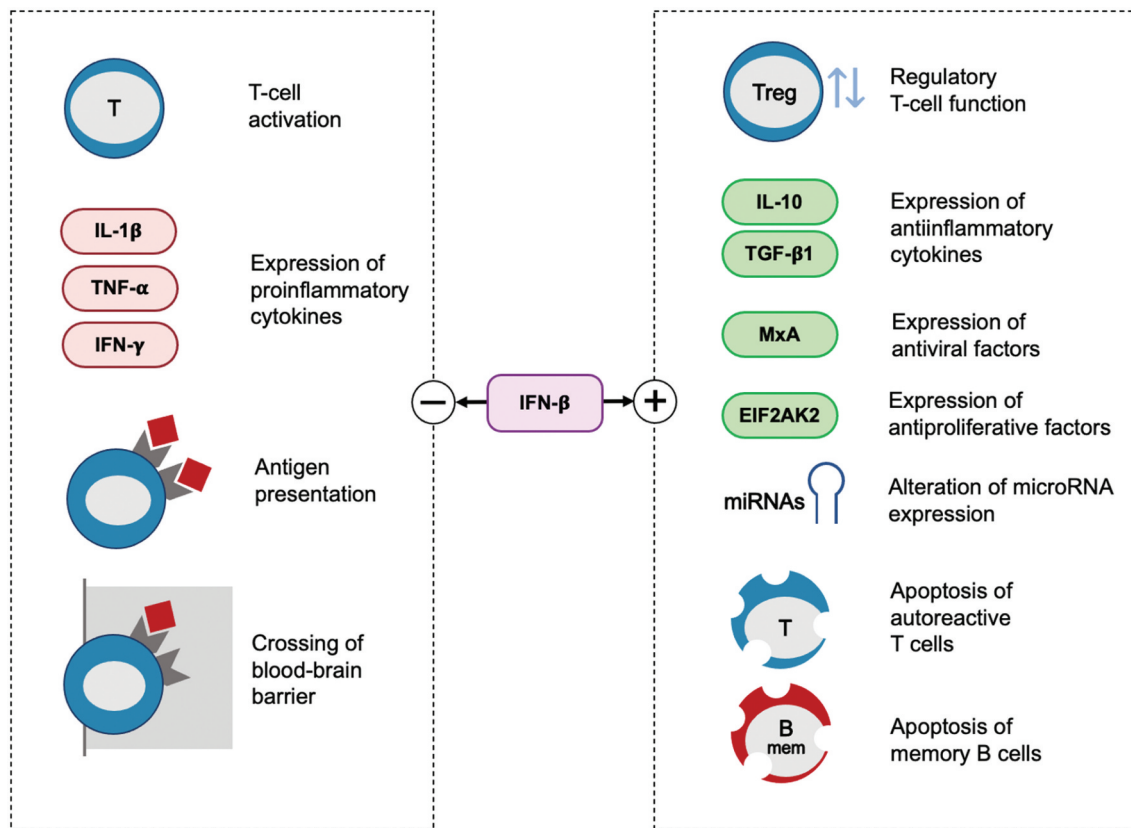 T
T-cell
activation
IL-1β
TNF-α
IFN-γ
Expression of
proinflammatory
cytokines
Antigen
presentation
Crossing of
blood-brain
barrier
−
IFN-β
+
Treg
Regulatory
T-cell function
IL-10
TGF-β1
Expression of
antiinflammatory
cytokines
MxA
Expression of
antiviral factors
EIF2AK2
Expression of
antiproliferative factors
miRNAs
Alteration of microRNA
expression
T
Apoptosis of
autoreactive
T cells
B
mem
Apoptosis of
memory B cells